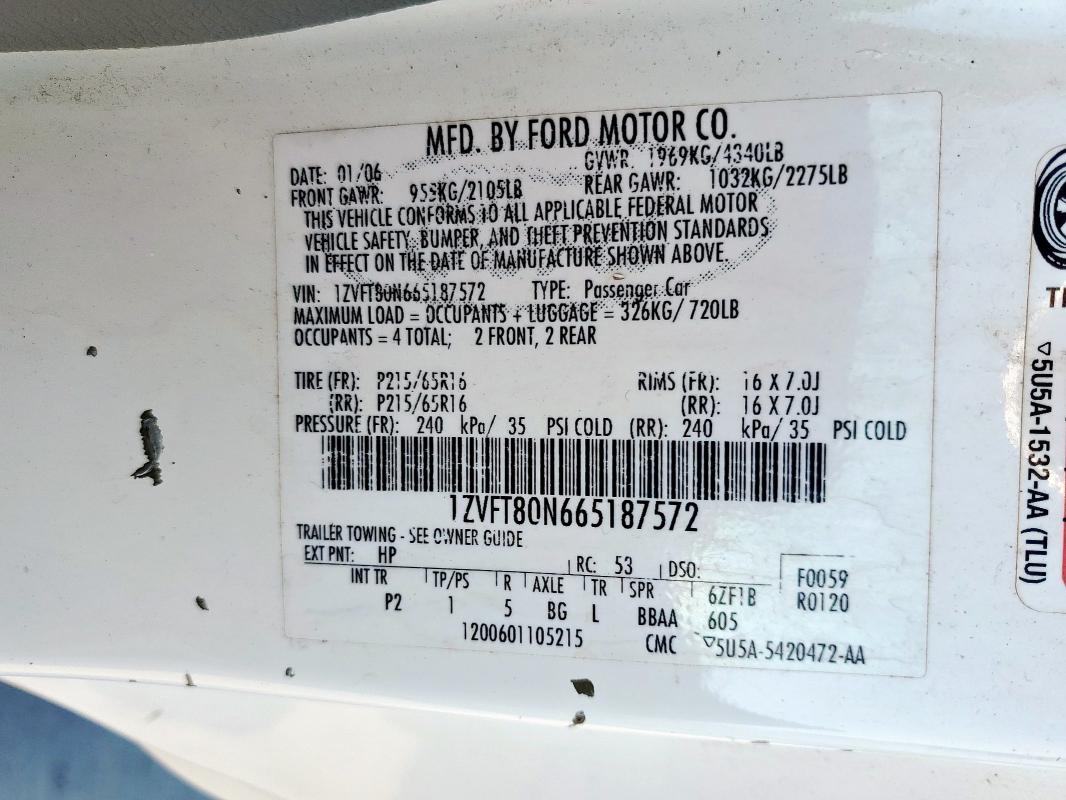 MFD. BY FORD MOTOR CO.
DATE: 01/06 GVWR: 1969KG/4340LB
FRONT GAWR: 955KG/2105LB REAR GAWR: 1032KG/2275LB
THIS VEHICLE CONFORMS TO ALL APPLICABLE FEDERAL MOTOR
VEHICLE SAFETY, BUMPER, AND THEFT PREVENTION STANDARDS
IN EFFECT ON THE DATE OF MANUFACTURE SHOWN ABOVE.
VIN: 1ZVFT80N665187572 TYPE: Passenger Car
MAXIMUM LOAD = OCCUPANTS + LUGGAGE = 326KG/ 720LB
OCCUPANTS = 4 TOTAL; 2 FRONT, 2 REAR
TIRE (FR): P215/65R16 RIMS (FR): 16 X 7.0J
(RR): P215/65R16 (RR): 16 X 7.0J
PRESSURE (FR): 240 kPa/ 35 PSI COLD (RR): 240 kPa/ 35 PSI COLD
1ZVFT80N665187572
TRAILER TOWING - SEE OWNER GUIDE
EXT PNT: HP RC: 53 DSO:
INT TR TP/PS R AXLE TR SPR 6ZF1B F0059
P2 1 5 BG L BBAA 605 R0120
1200601105215 CMC ▽5U5A-5420472-AA
▽5U5A-1532-AA (TLU)